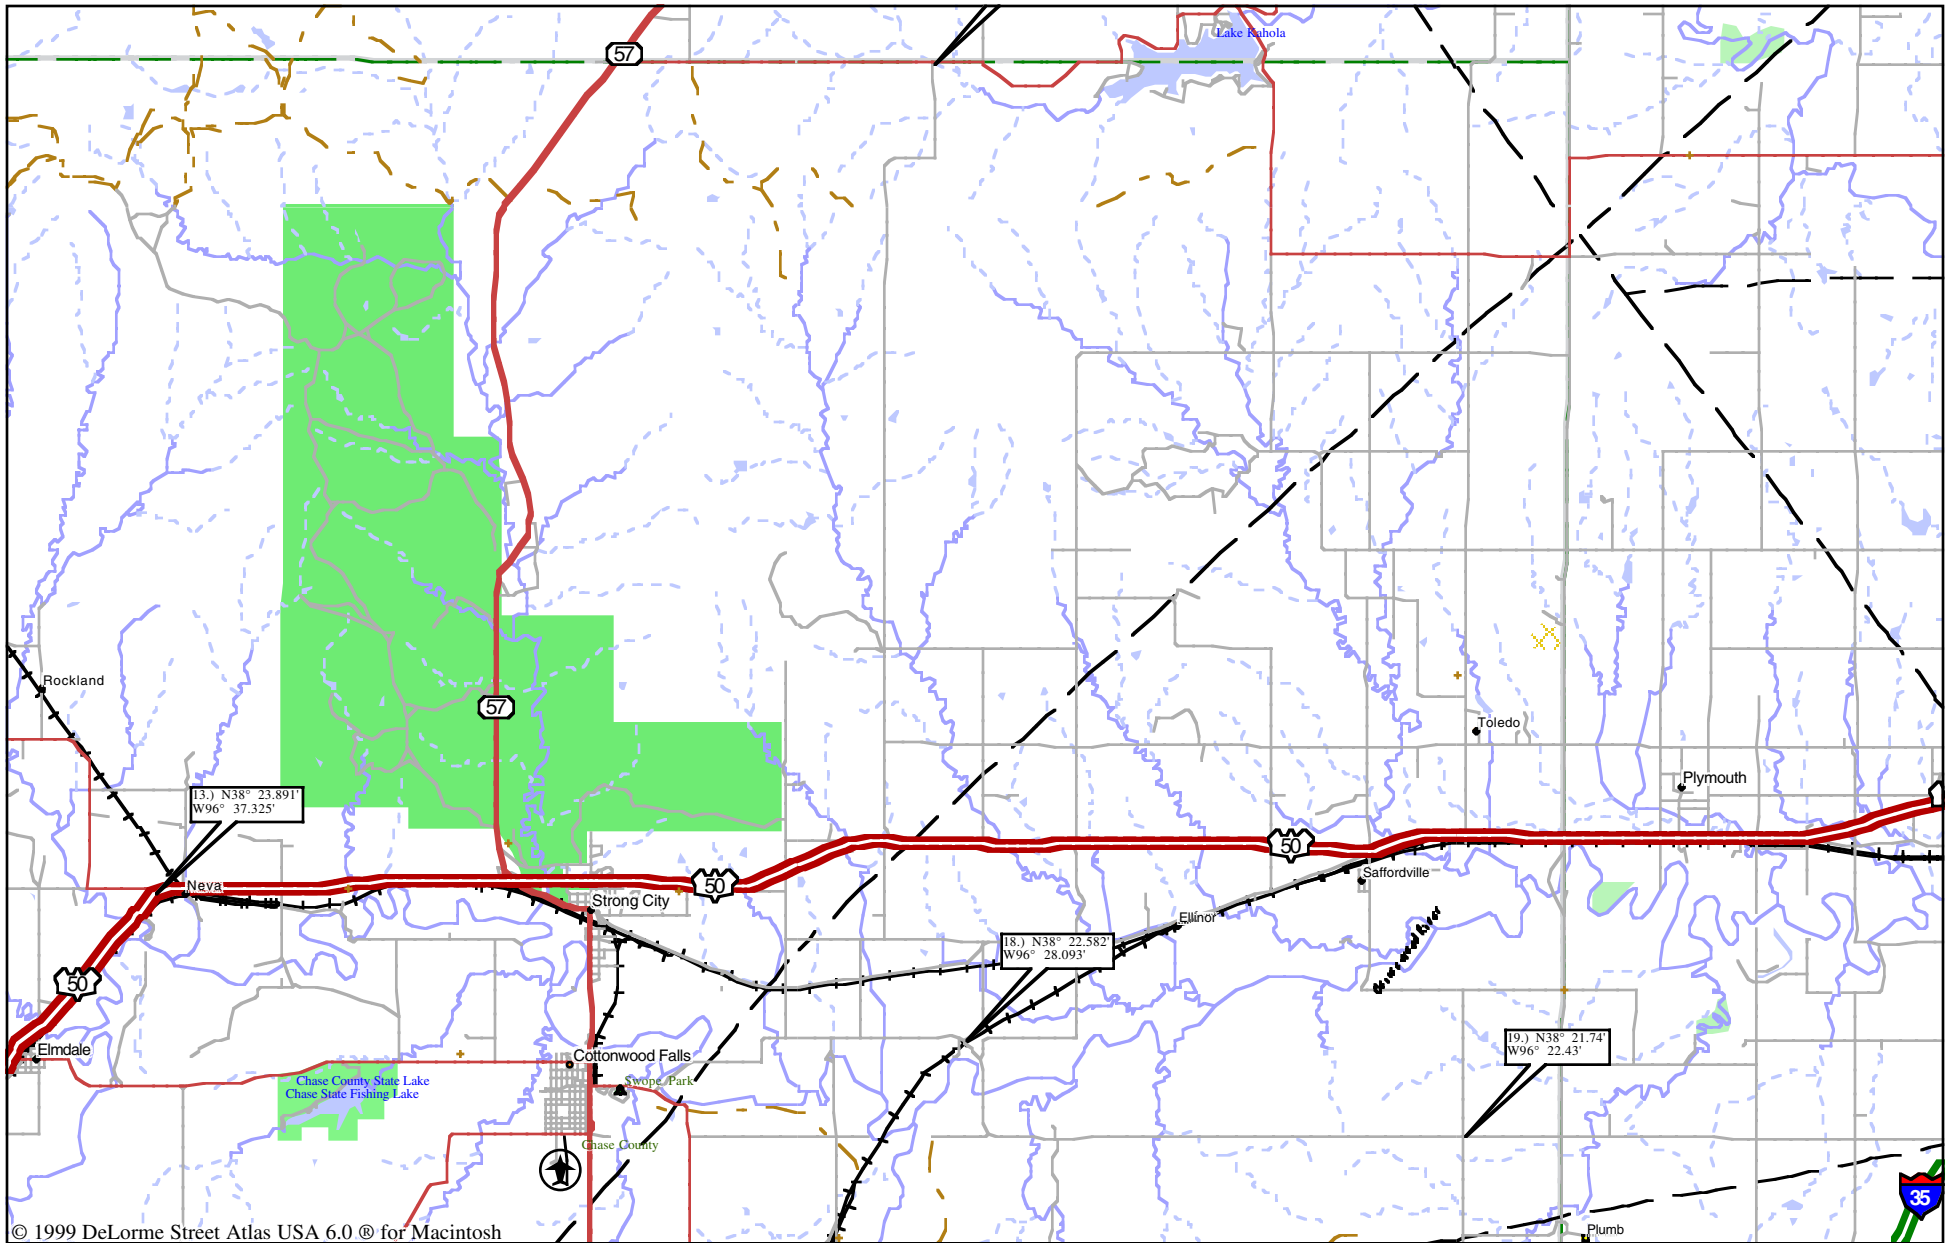 Lake Kahola
57
Rockland
57
Toledo
Plymouth
13.) N38° 23.891'
W96° 37.325'
50
50
Saffordville
Neva
Strong City
Ellinor
18.) N38° 22.582'
W96° 28.093'
50
19.) N38° 21.74'
W96° 22.43'
Elmdale
Cottonwood Falls
Chase County State Lake
Chase State Fishing Lake
Swope Park
Chase County
35
Plumb
© 1999 DeLorme Street Atlas USA 6.0 ® for Macintosh